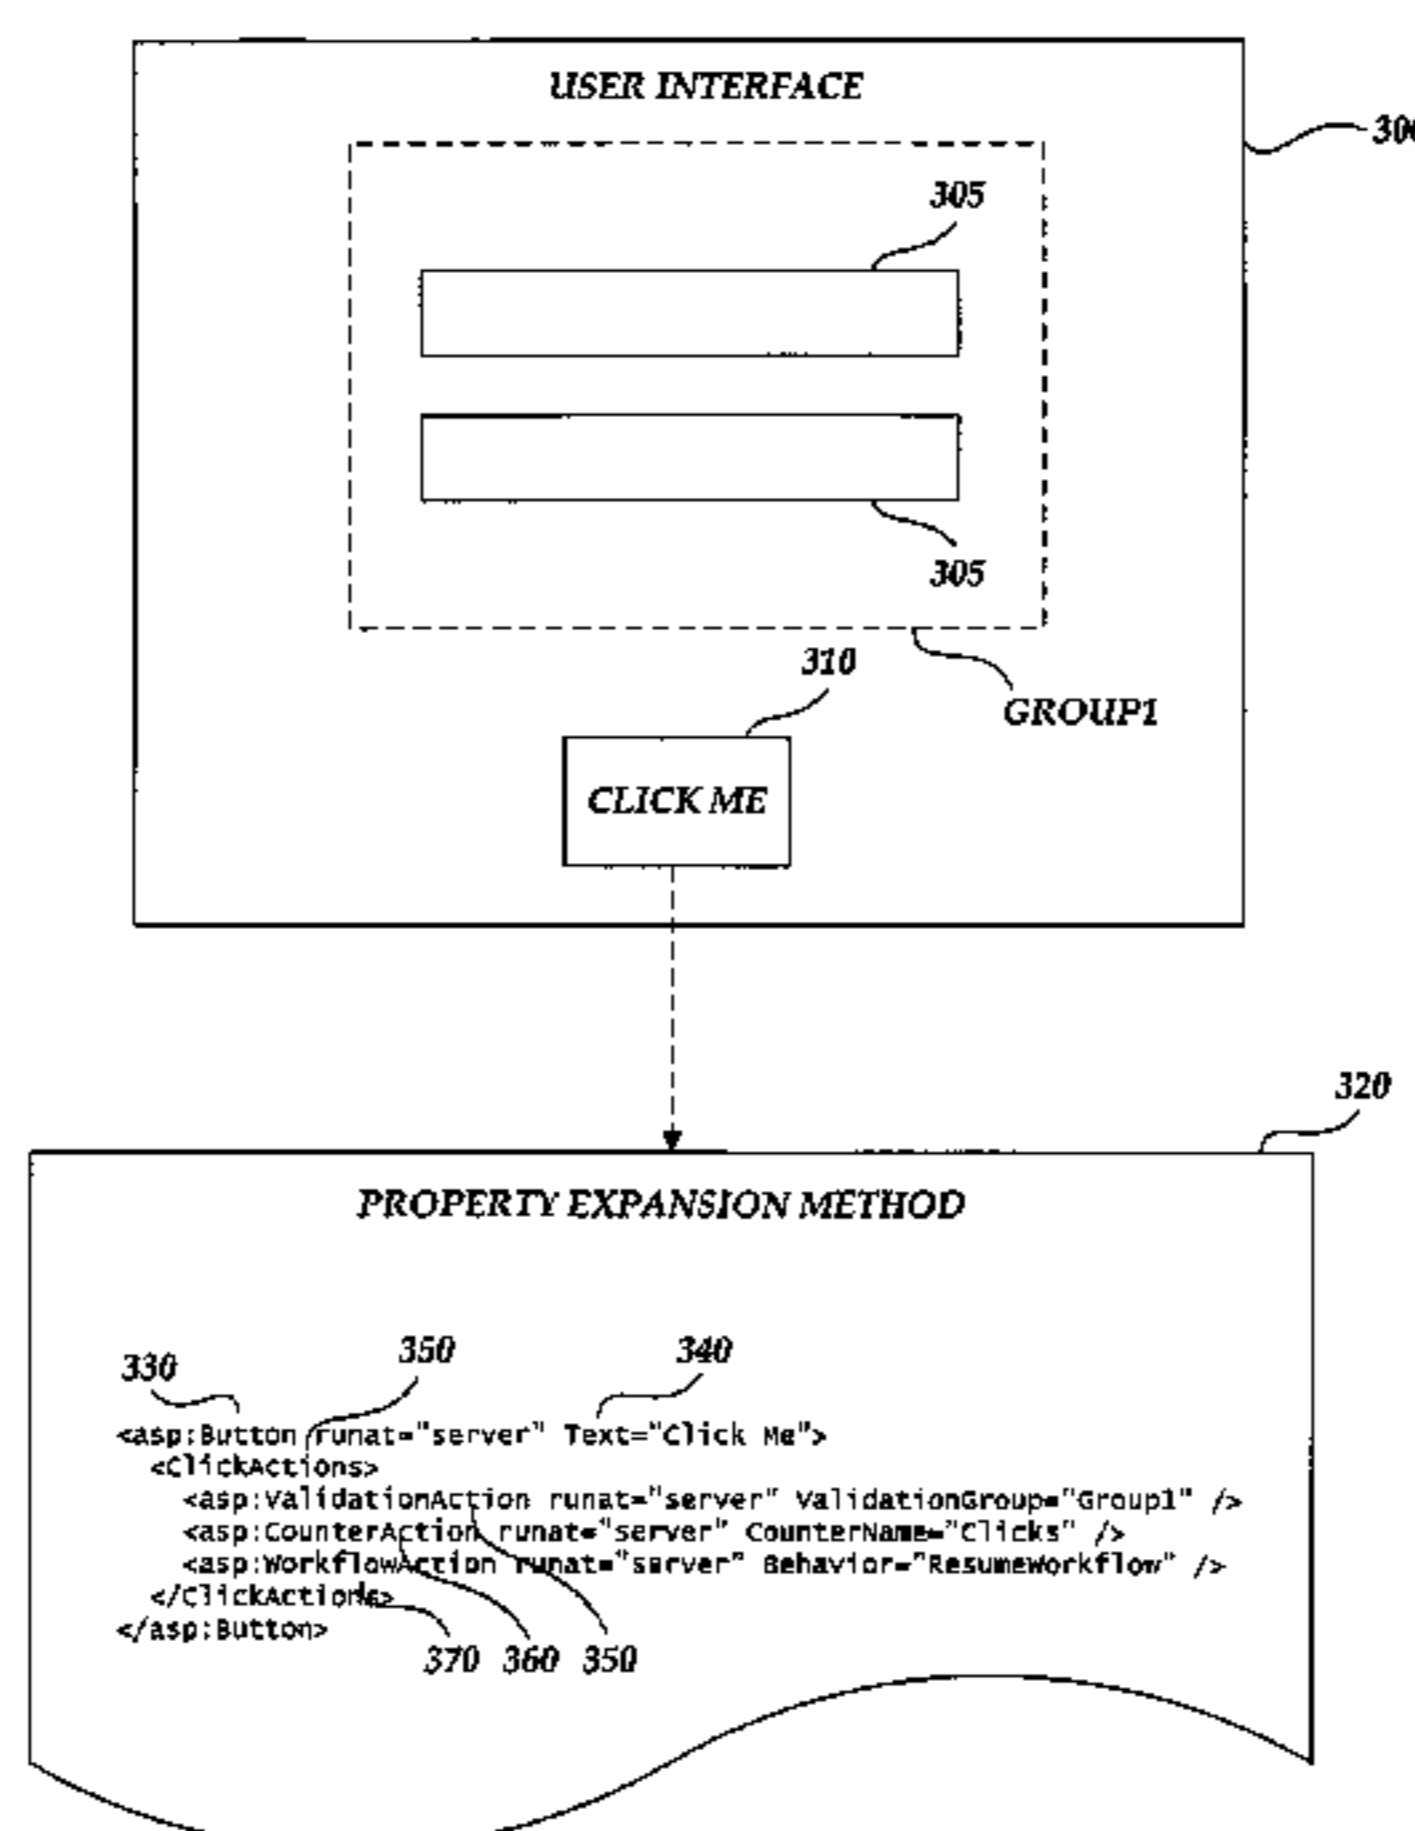 USER INTERFACE
300
305
305
310
GROUP1
CLICK ME
320
PROPERTY EXPANSION METHOD
330 350 340
<asp:Button runat="server" Text="Click Me">
<ClickActions>
<asp:ValidationAction runat="server" ValidationGroup="Group1" />
<asp:CounterAction runat="server" CounterName="Clicks" />
<asp:WorkflowAction runat="server" Behavior="ResumeWorkflow" />
</ClickActions>
</asp:Button>
370 360 350